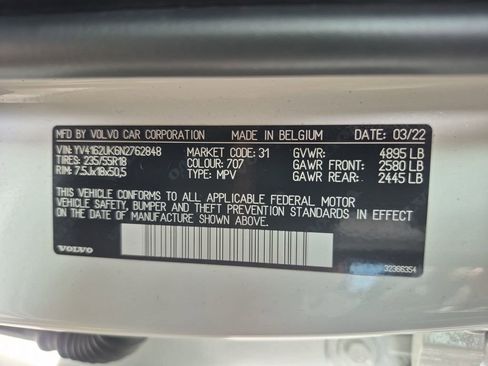 MFD BY VOLVO CAR CORPORATION MADE IN BELGIUM DATE: 03/22
VIN: YV4162UK6N2762848 MARKET CODE: 31 GVWR: 4895 LB
TIRES: 235/55R18 COLOUR: 707 GAWR FRONT: 2580 LB
RIM: 7.5Jx18x50,5 TYPE: MPV GAWR REAR: 2445 LB
THIS VEHICLE CONFORMS TO ALL APPLICABLE FEDERAL MOTOR
VEHICLE SAFETY, BUMPER AND THEFT PREVENTION STANDARDS IN EFFECT
ON THE DATE OF MANUFACTURE SHOWN ABOVE.
VOLVO
32366354